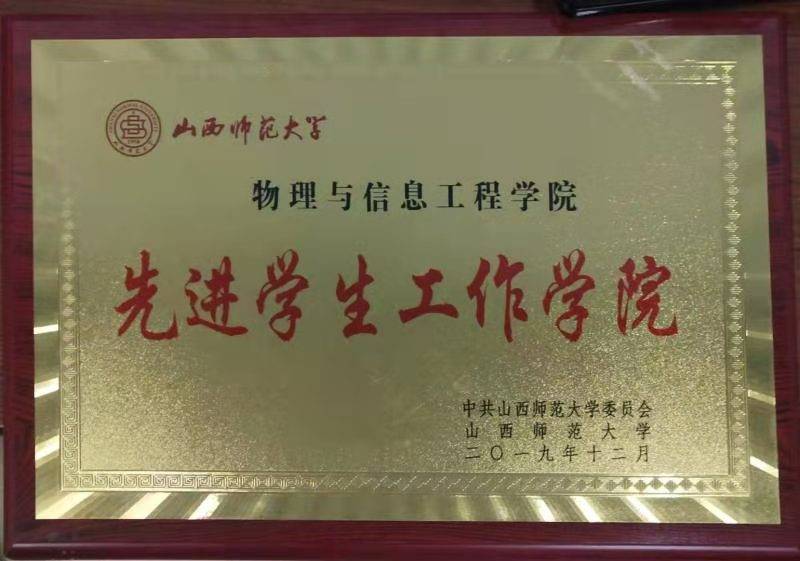 山西师范大学
物理与信息工程学院
先进学生工作学院
中共山西师范大学委员会
山西师范大学
二〇一九年十二月